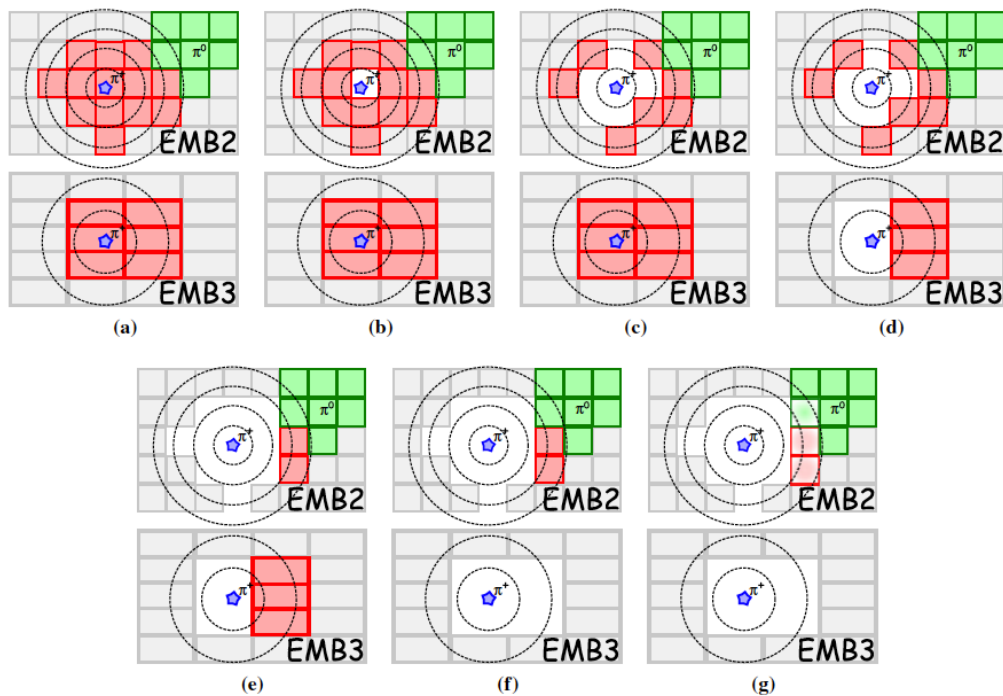 π⁰ π⁰ π⁰ π⁰
π⁺ π⁺ π⁺ π⁺
EMB2 EMB2 EMB2 EMB2
π⁺ π⁺ π⁺ π⁺
EMB3 EMB3 EMB3 EMB3
(a) (b) (c) (d)
π⁰ π⁰ π⁰
π⁺ π⁺ π⁺
EMB2 EMB2 EMB2
π⁺ π⁺ π⁺
EMB3 EMB3 EMB3
(e) (f) (g)